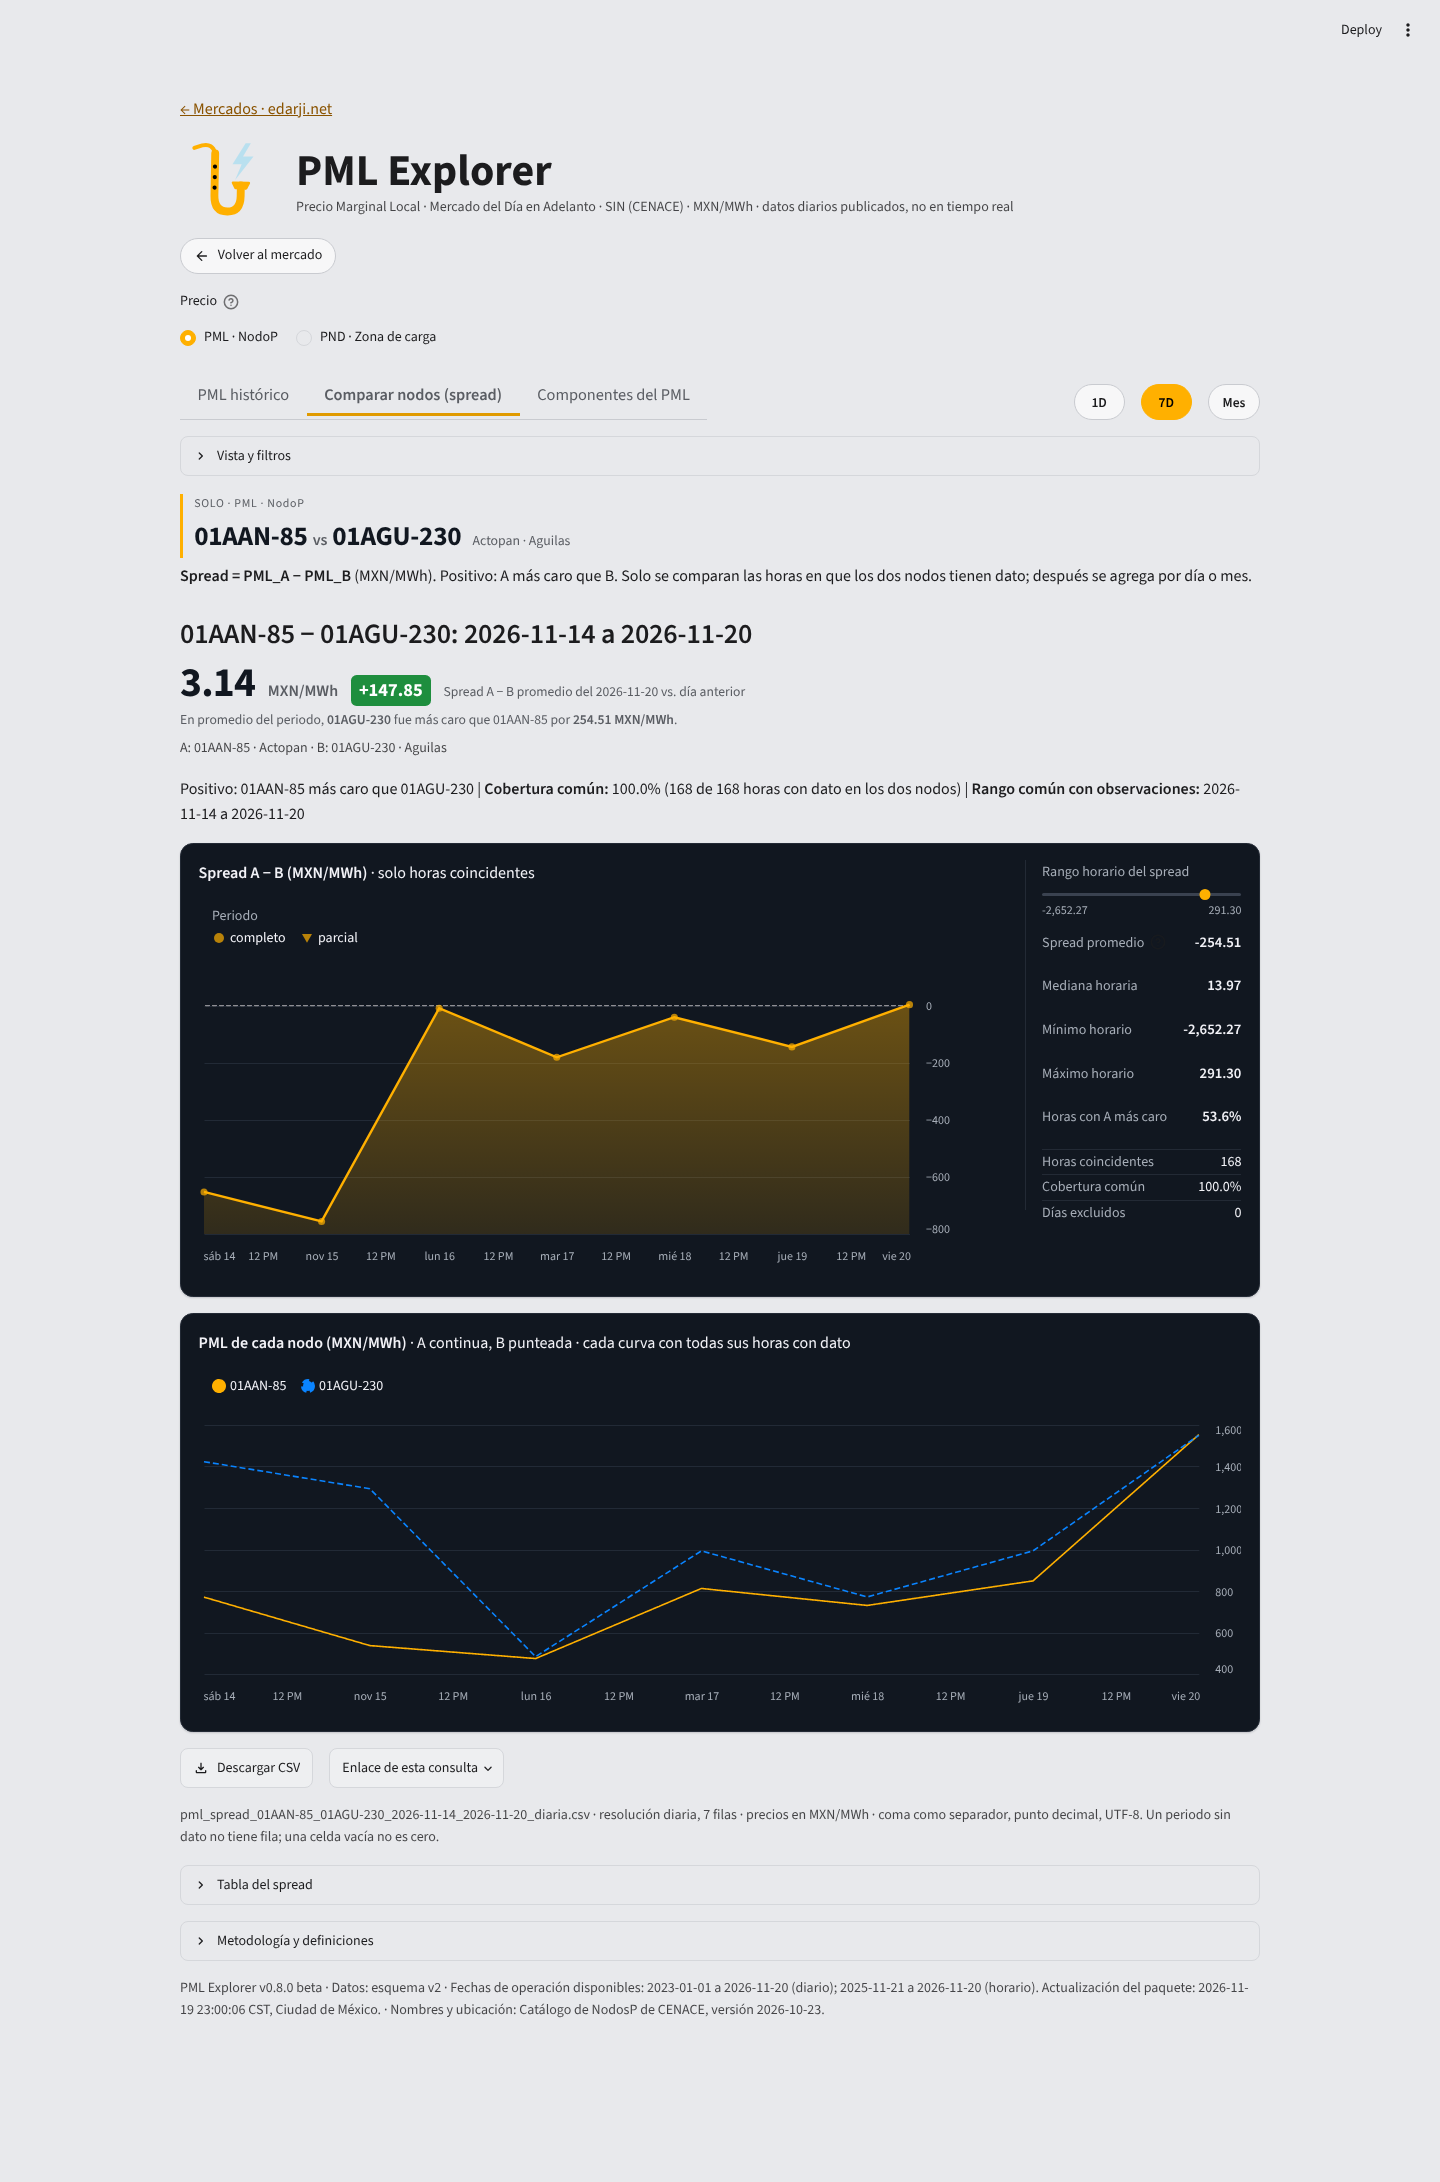 Deploy
← Mercados · edarji.net
PML Explorer
Precio Marginal Local · Mercado del Día en Adelanto · SIN (CENACE) · MXN/MWh · datos diarios publicados, no en tiempo real
Volver al mercado
Precio
PML · NodoP PND · Zona de carga
PML histórico Comparar nodos (spread) Componentes del PML 1D 7D Mes
Vista y filtros
SOLO · PML · NodoP
01AAN-85 vs 01AGU-230 Actopan · Aguilas
Spread = PML_A − PML_B (MXN/MWh). Positivo: A más caro que B. Solo se comparan las horas en que los dos nodos tienen dato; después se agrega por día o mes.
01AAN-85 − 01AGU-230: 2026-11-14 a 2026-11-20
3.14 MXN/MWh +147.85 Spread A − B promedio del 2026-11-20 vs. día anterior
En promedio del periodo, 01AGU-230 fue más caro que 01AAN-85 por 254.51 MXN/MWh.
A: 01AAN-85 · Actopan · B: 01AGU-230 · Aguilas
Positivo: 01AAN-85 más caro que 01AGU-230 | Cobertura común: 100.0% (168 de 168 horas con dato en los dos nodos) | Rango común con observaciones: 2026-
11-14 a 2026-11-20
Spread A − B (MXN/MWh) · solo horas coincidentes
Periodo
completo parcial
0
−200
−400
−600
−800
sáb 14 12 PM nov 15 12 PM lun 16 12 PM mar 17 12 PM mié 18 12 PM jue 19 12 PM vie 20
Rango horario del spread
-2,652.27 291.30
Spread promedio -254.51
Mediana horaria 13.97
Mínimo horario -2,652.27
Máximo horario 291.30
Horas con A más caro 53.6%
Horas coincidentes 168
Cobertura común 100.0%
Días excluidos 0
PML de cada nodo (MXN/MWh) · A continua, B punteada · cada curva con todas sus horas con dato
01AAN-85 01AGU-230
1,600
1,400
1,200
1,000
800
600
400
sáb 14 12 PM nov 15 12 PM lun 16 12 PM mar 17 12 PM mié 18 12 PM jue 19 12 PM vie 20
Descargar CSV Enlace de esta consulta
pml_spread_01AAN-85_01AGU-230_2026-11-14_2026-11-20_diaria.csv · resolución diaria, 7 filas · precios en MXN/MWh · coma como separador, punto decimal, UTF-8. Un periodo sin
dato no tiene fila; una celda vacía no es cero.
Tabla del spread
Metodología y definiciones
PML Explorer v0.8.0 beta · Datos: esquema v2 · Fechas de operación disponibles: 2023-01-01 a 2026-11-20 (diario); 2025-11-21 a 2026-11-20 (horario). Actualización del paquete: 2026-11-
19 23:00:06 CST, Ciudad de México. · Nombres y ubicación: Catálogo de NodosP de CENACE, versión 2026-10-23.